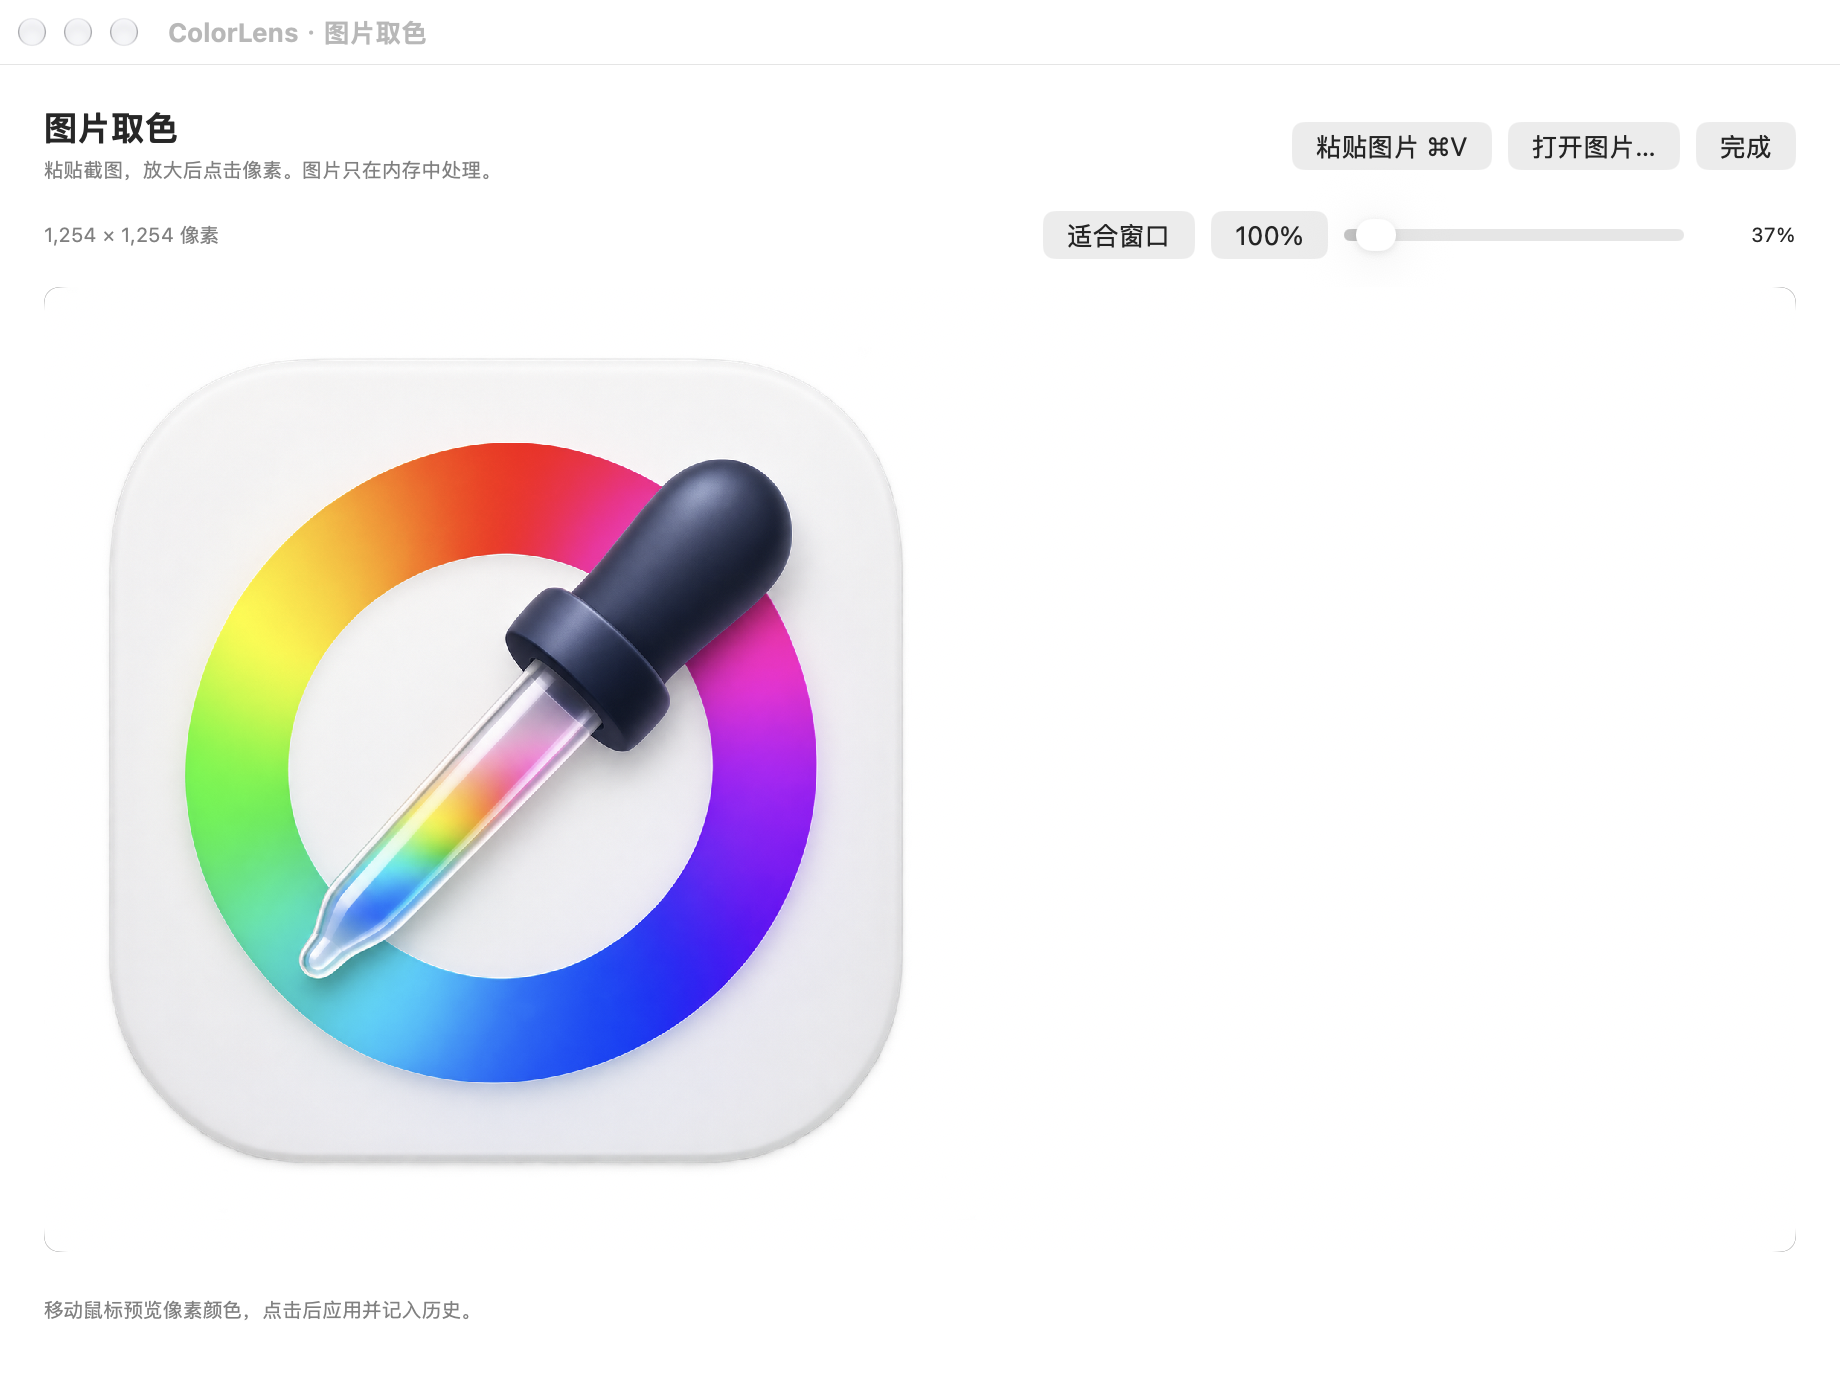 ColorLens · 图片取色
图片取色
粘贴截图，放大后点击像素。图片只在内存中处理。
粘贴图片 ⌘V
打开图片...
完成
1,254 × 1,254 像素
适合窗口
100%
37%
移动鼠标预览像素颜色，点击后应用并记入历史。